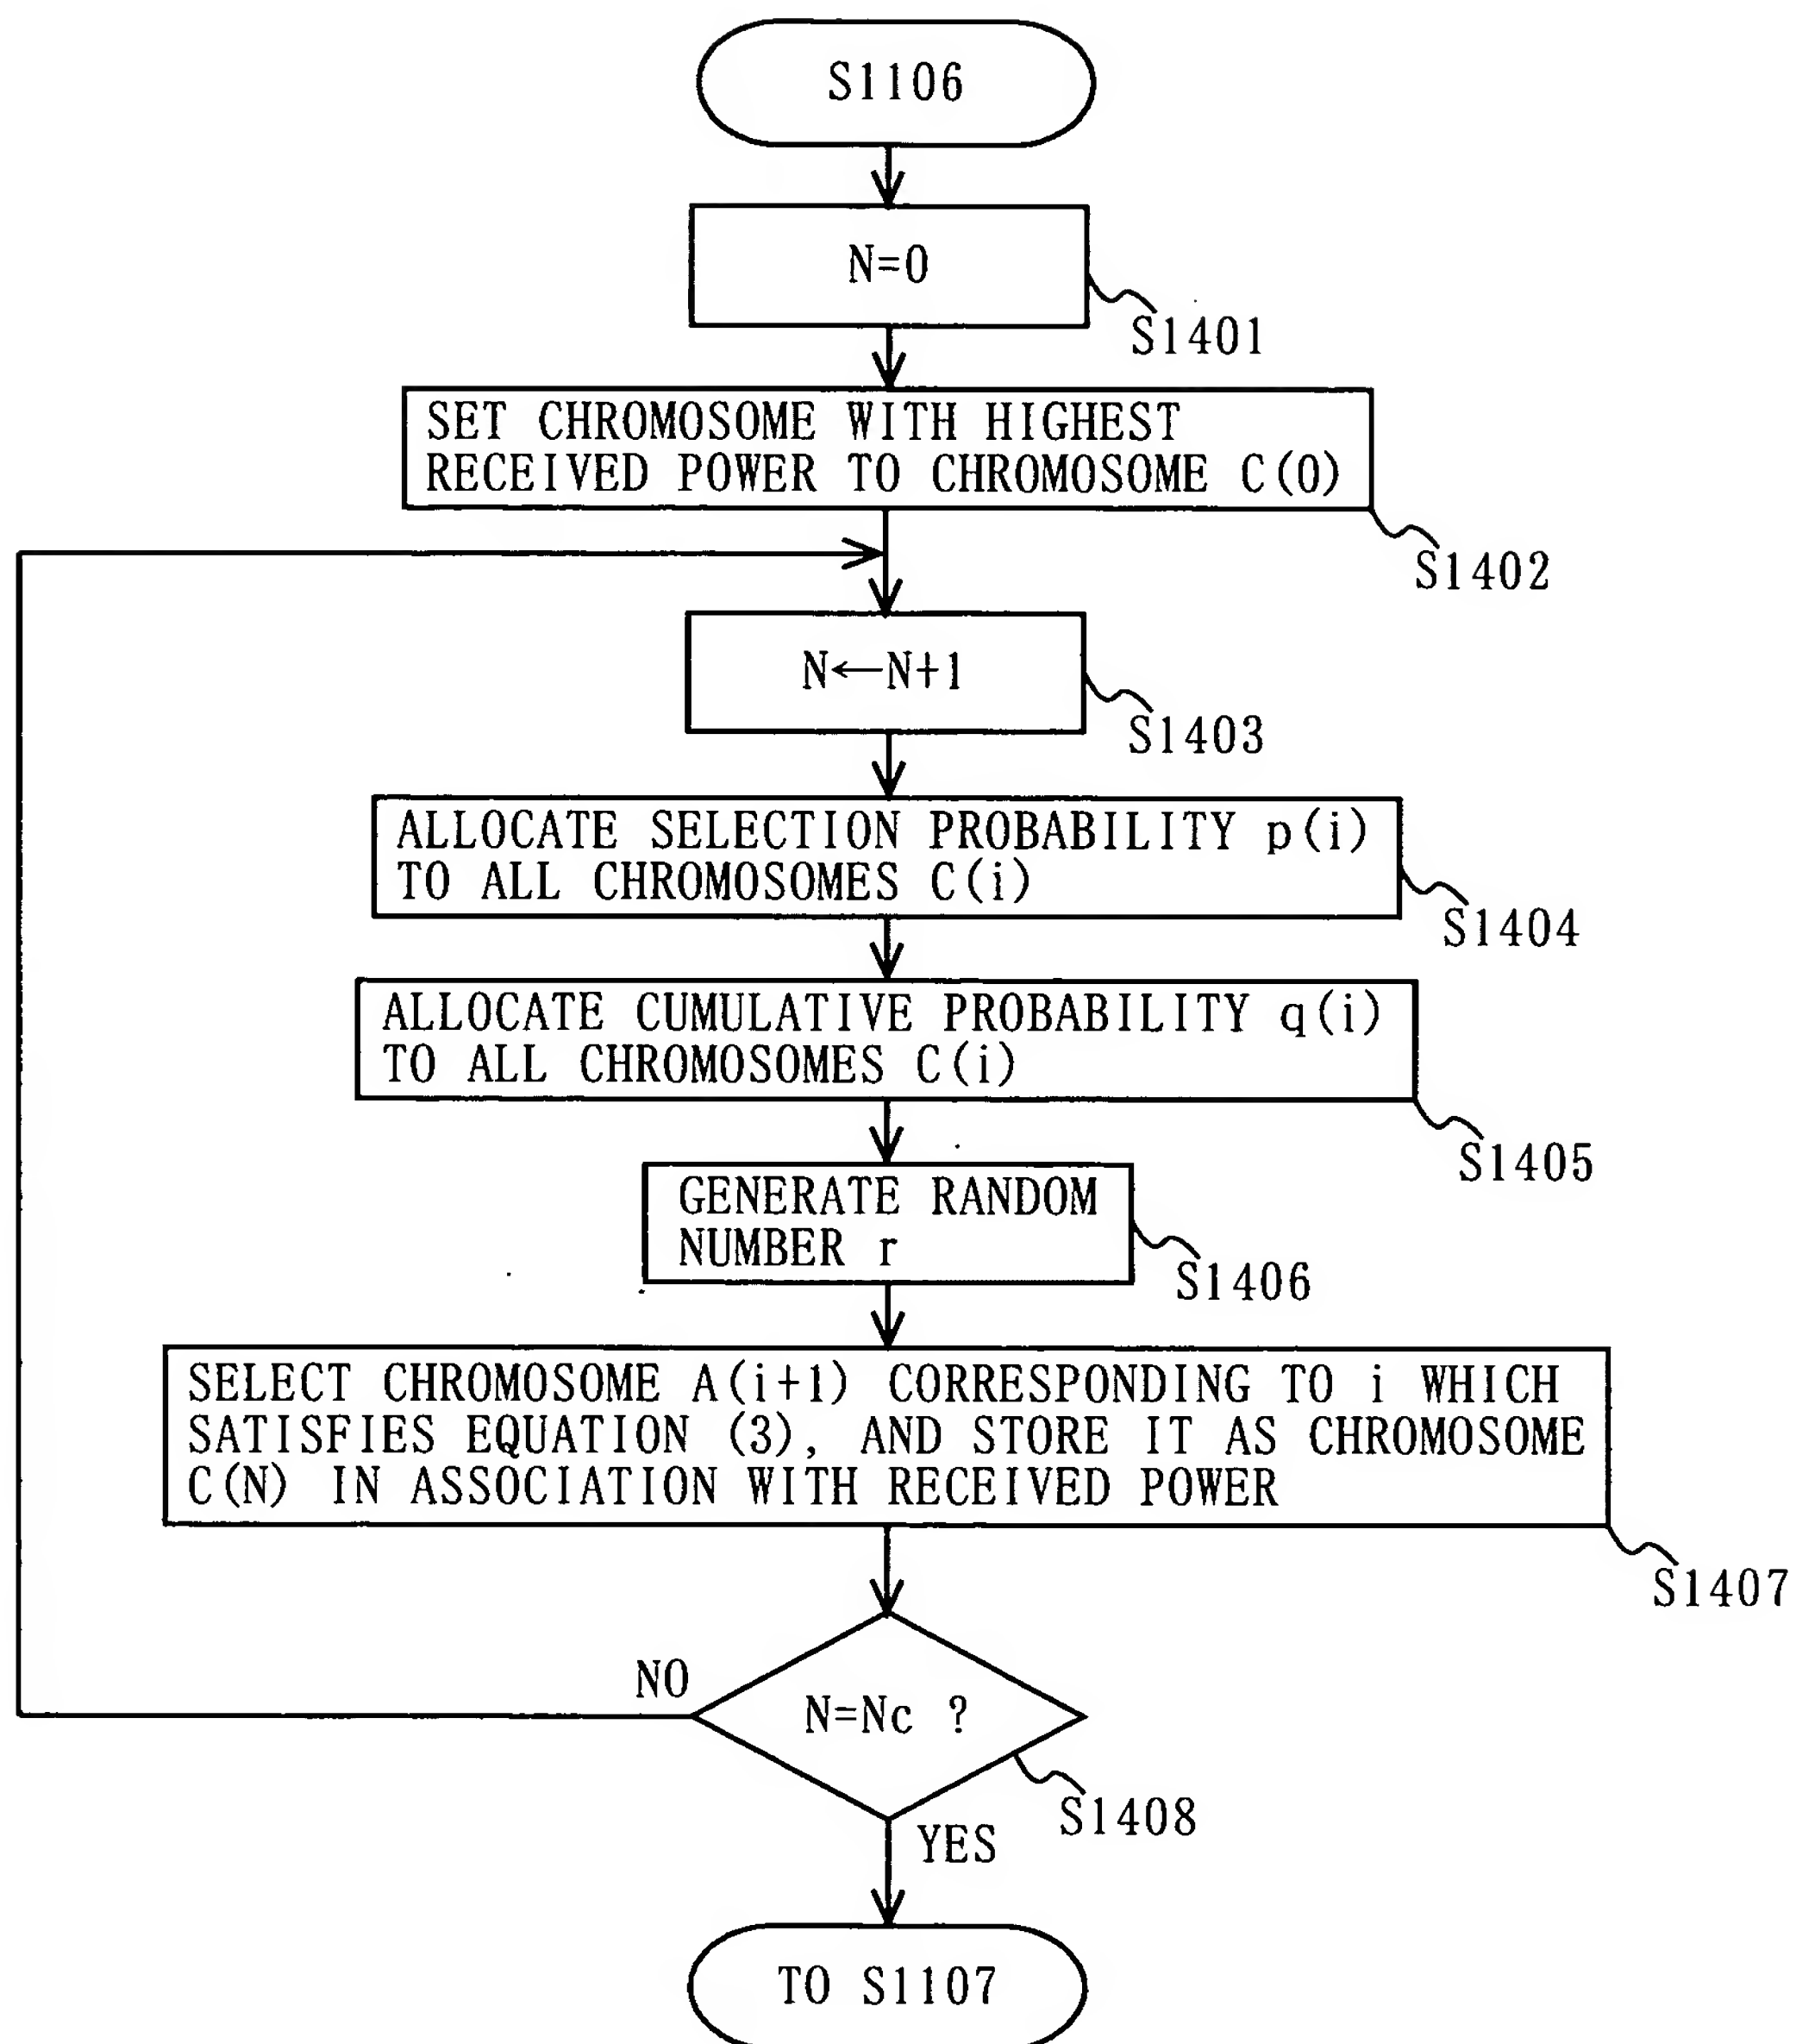 S1106
N=0
S1401
SET CHROMOSOME WITH HIGHEST
RECEIVED POWER TO CHROMOSOME C(0)
S1402
N←N+1
S1403
ALLOCATE SELECTION PROBABILITY p(i)
TO ALL CHROMOSOMES C(i)
S1404
ALLOCATE CUMULATIVE PROBABILITY q(i)
TO ALL CHROMOSOMES C(i)
S1405
GENERATE RANDOM
NUMBER r
S1406
SELECT CHROMOSOME A(i+1) CORRESPONDING TO i WHICH
SATISFIES EQUATION (3), AND STORE IT AS CHROMOSOME
C(N) IN ASSOCIATION WITH RECEIVED POWER
S1407
NO
N=Nc ?
S1408
YES
TO S1107